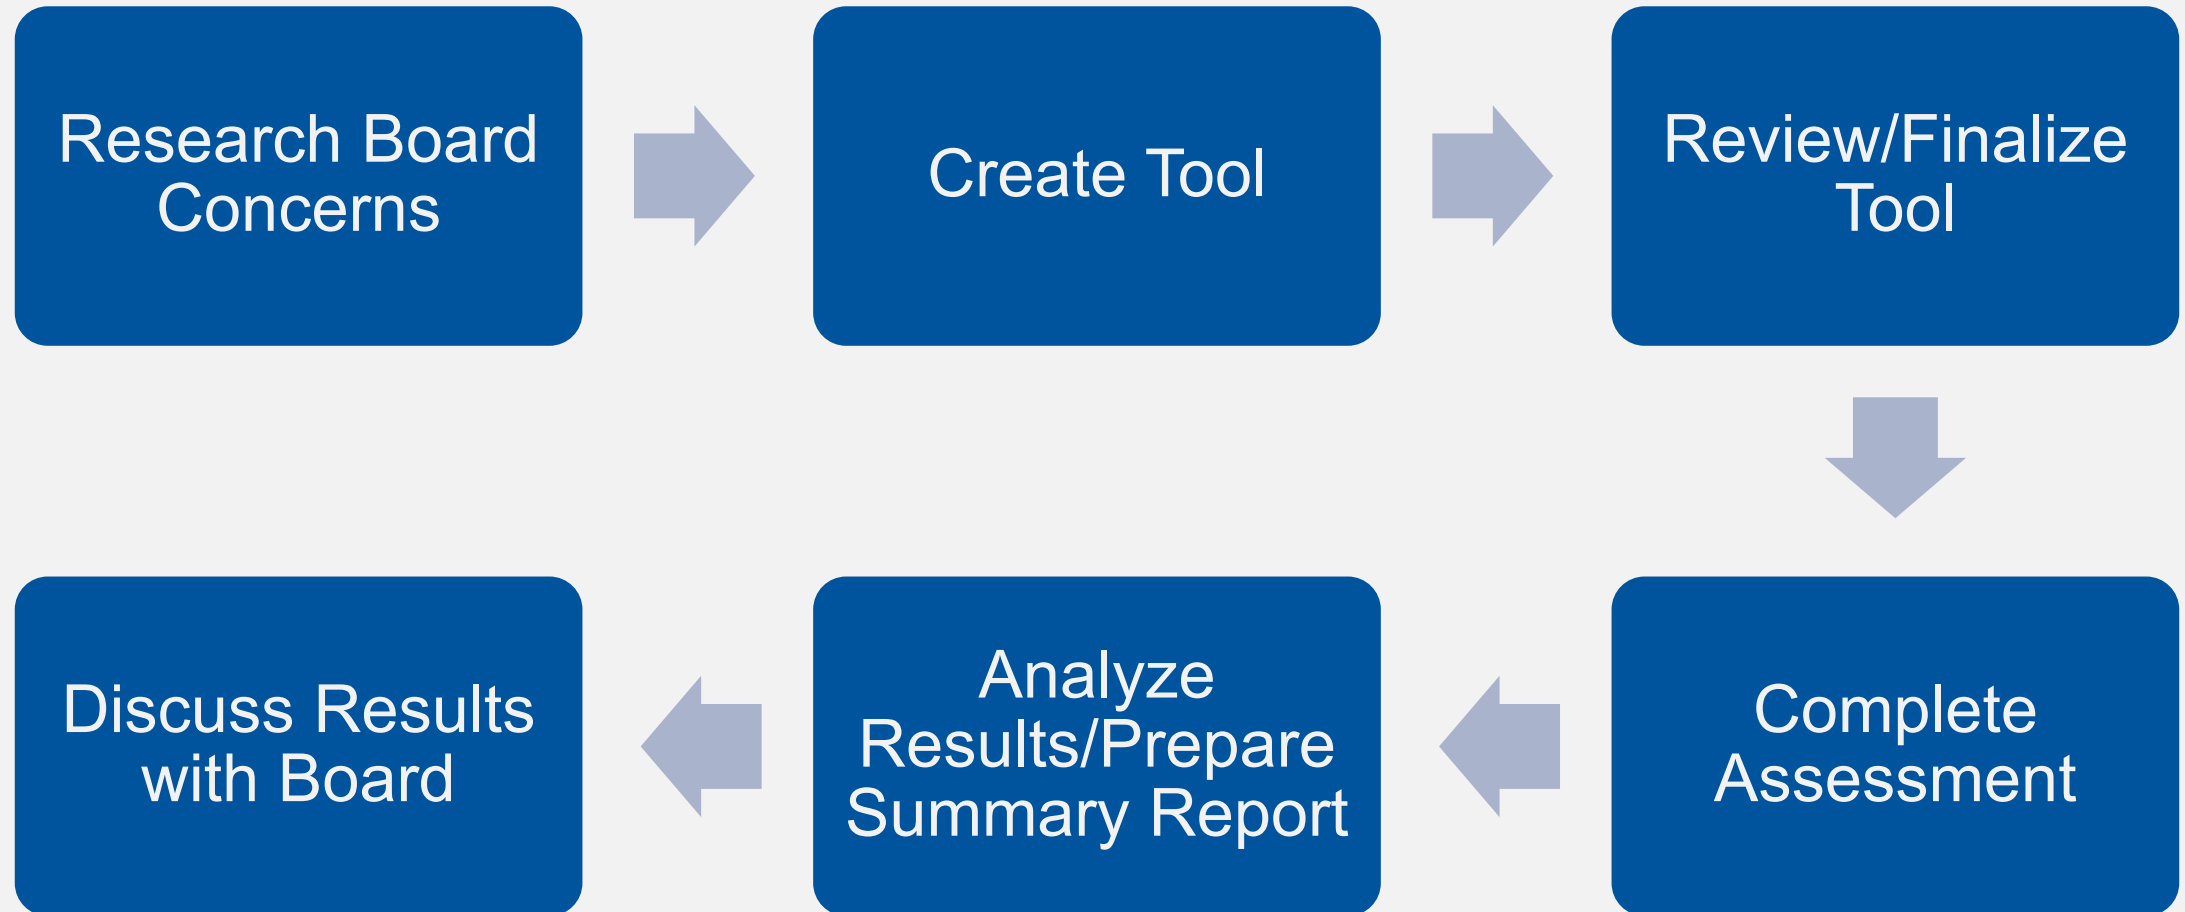 Research Board
Concerns
Create Tool
Review/Finalize
Tool
Complete
Assessment
Analyze
Results/Prepare
Summary Report
Discuss Results
with Board